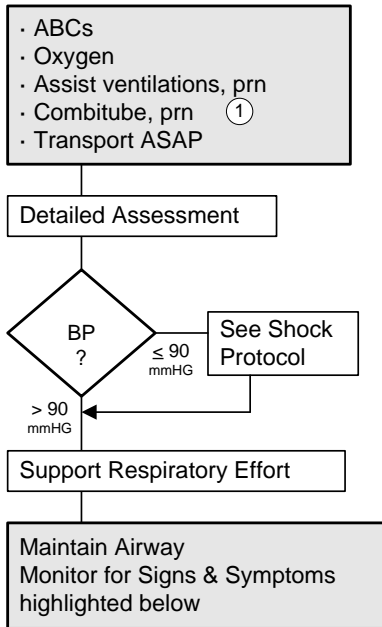 · ABCs
· Oxygen
· Assist ventilations, prn
· Combitube, prn 1
· Transport ASAP
Detailed Assessment
BP
?
≤ 90
mmHG
See Shock
Protocol
> 90
mmHG
Support Respiratory Effort
Maintain Airway
Monitor for Signs & Symptoms
highlighted below